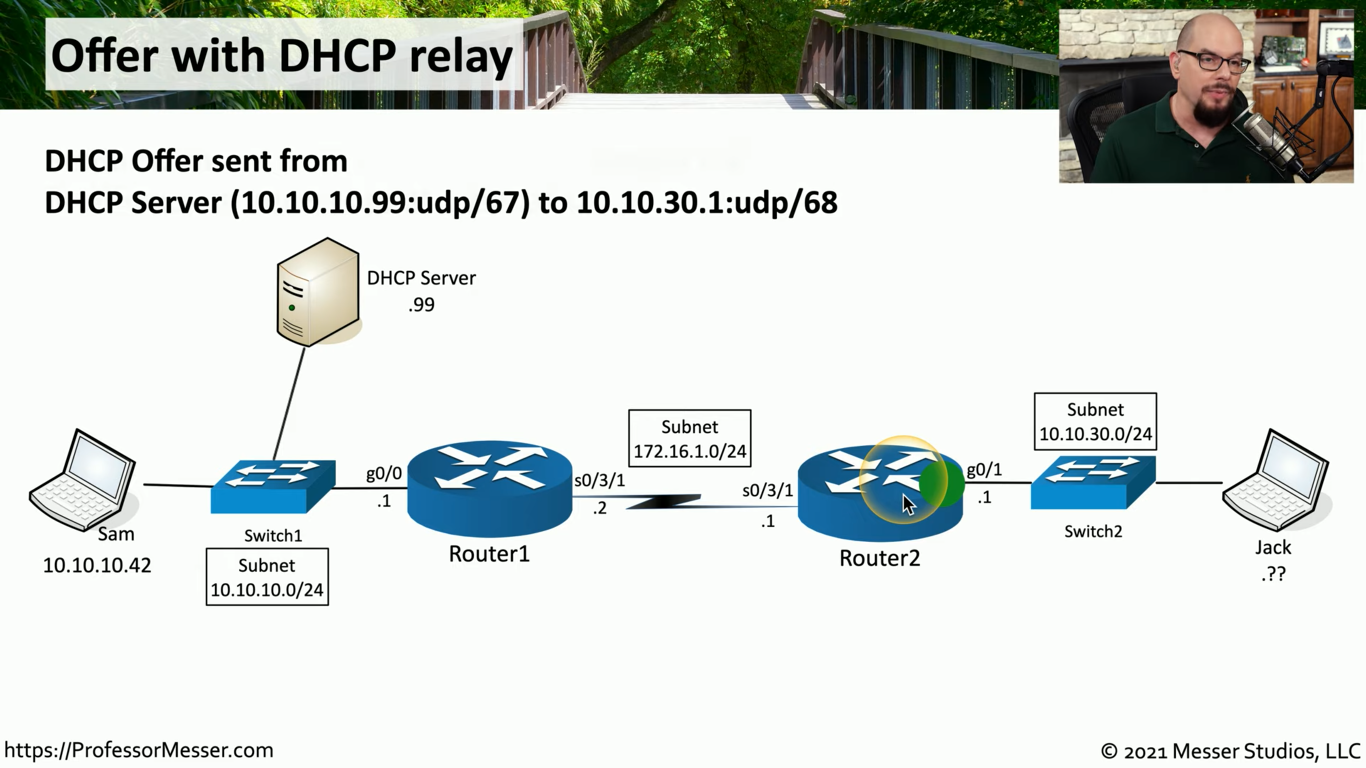 Offer with DHCP relay
DHCP Offer sent from
DHCP Server (10.10.10.99:udp/67) to 10.10.30.1:udp/68
DHCP Server
.99
Subnet
10.10.30.0/24
Subnet
172.16.1.0/24
g0/0
.1
s0/3/1
.2
s0/3/1
.1
g0/1
.1
Sam
10.10.10.42
Switch1
Subnet
10.10.10.0/24
Router1
Router2
Switch2
Jack
.??
https://ProfessorMesser.com
© 2021 Messer Studios, LLC